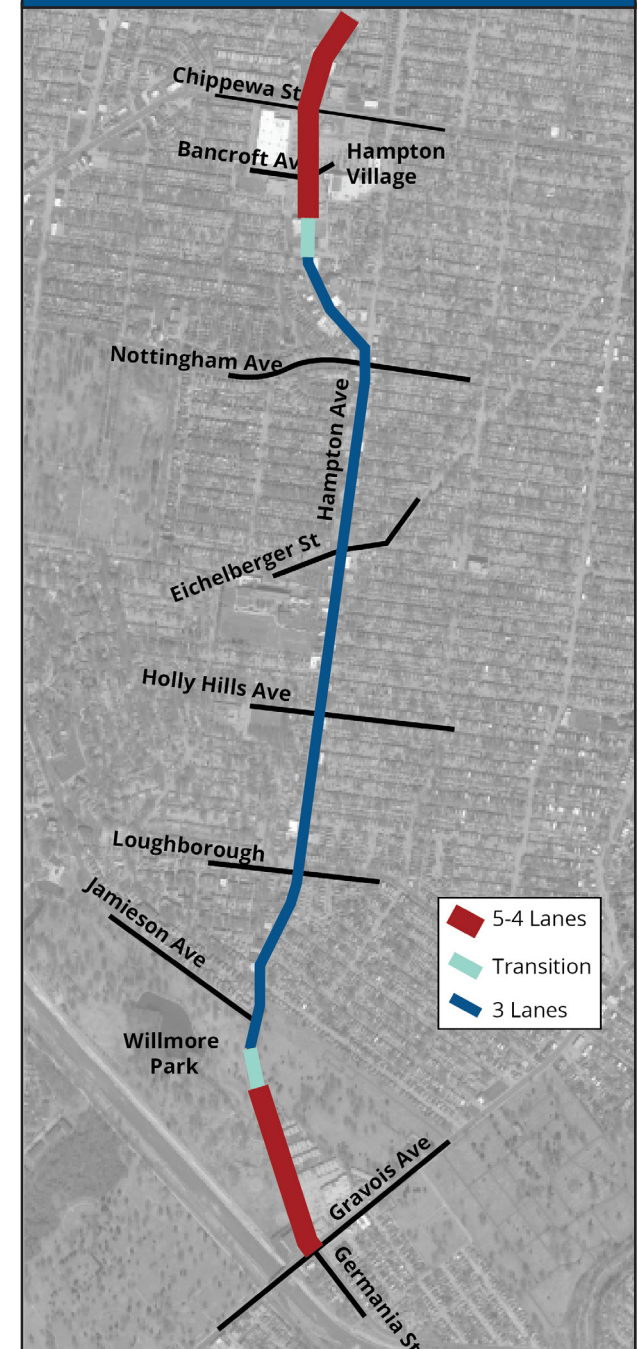 Chippewa St
Bancroft Av
Hampton
Village
Nottingham Ave
Hampton Ave
Eichelberger St
Holly Hills Ave
Loughborough
Jamieson Ave
5-4 Lanes
Transition
3 Lanes
Willmore
Park
Gravois Ave
Germania St